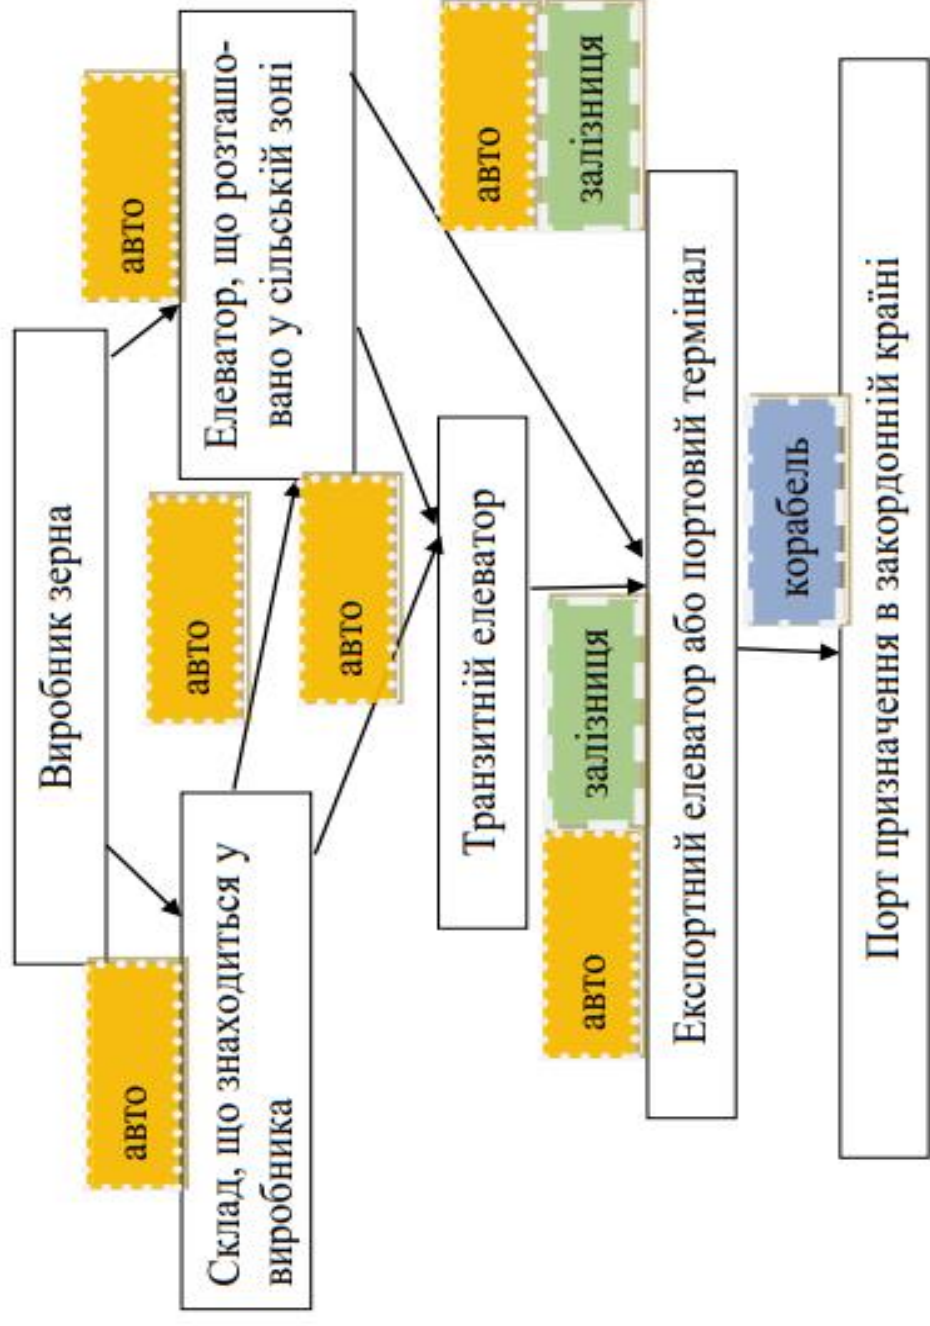 Виробник зерна
авто
авто
Склад, що знаходиться у
виробника
авто
Елеватор, що розташо-
вано у сільській зоні
авто
Транзитній елеватор
авто
залізниця
авто
залізниця
Експортний елеватор або портовий термінал
корабель
Порт призначення в закордонній країні